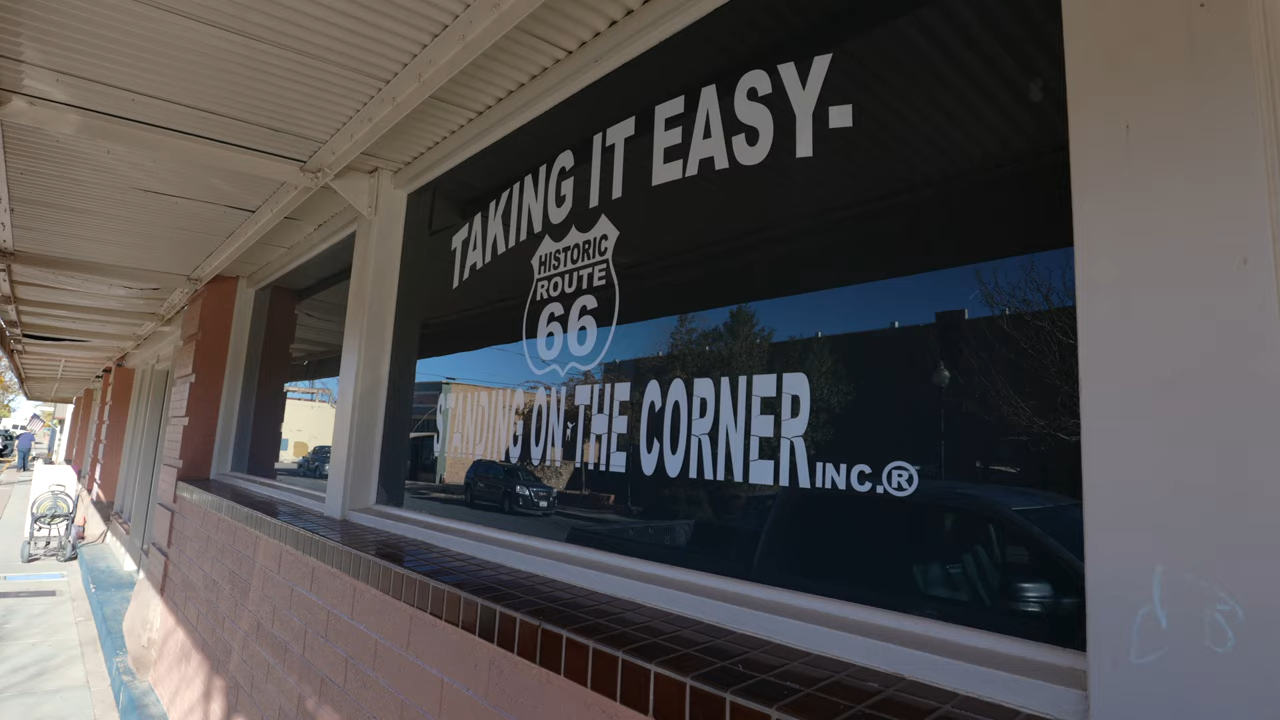 TAKING IT EASY-
HISTORIC
ROUTE
66
STANDING ON THE CORNER INC.®